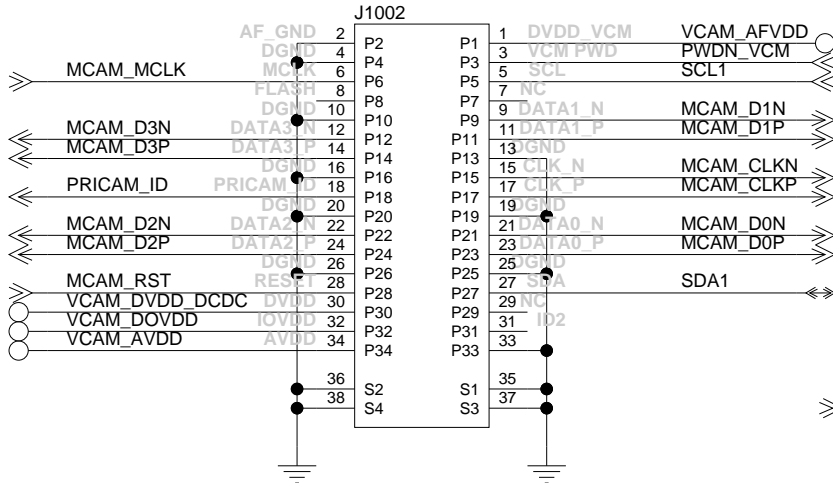 J1002
AF_GND 2 P2 P1 1 DVDD_VCM VCAM_AFVDD
DGND 4 P4 P3 3 VCM PWD PWDN_VCM
MCAM_MCLK MCLK 6 P6 P5 5 SCL SCL1
FLASH 8 P8 P7 7 NC
DGND 10 P10 P9 9 DATA1_N MCAM_D1N
MCAM_D3N DATA3_N 12 P12 P11 11 DATA1_P MCAM_D1P
MCAM_D3P DATA3_P 14 P14 P13 13 DGND
DGND 16 P16 P15 15 CLK_N MCAM_CLKN
PRICAM_ID PRICAM_ID 18 P18 P17 17 CLK_P MCAM_CLKP
DGND 20 P20 P19 19 DGND
MCAM_D2N DATA2_N 22 P22 P21 21 DATA0_N MCAM_D0N
MCAM_D2P DATA2_P 24 P24 P23 23 DATA0_P MCAM_D0P
DGND 26 P26 P25 25 DGND
MCAM_RST RESET 28 P28 P27 27 SDA SDA1
VCAM_DVDD_DCDC DVDD 30 P30 P29 29 NC
VCAM_DOVDD IOVDD 32 P32 P31 31 ID2
VCAM_AVDD AVDD 34 P34 P33 33
36 S2 S1 35
38 S4 S3 37